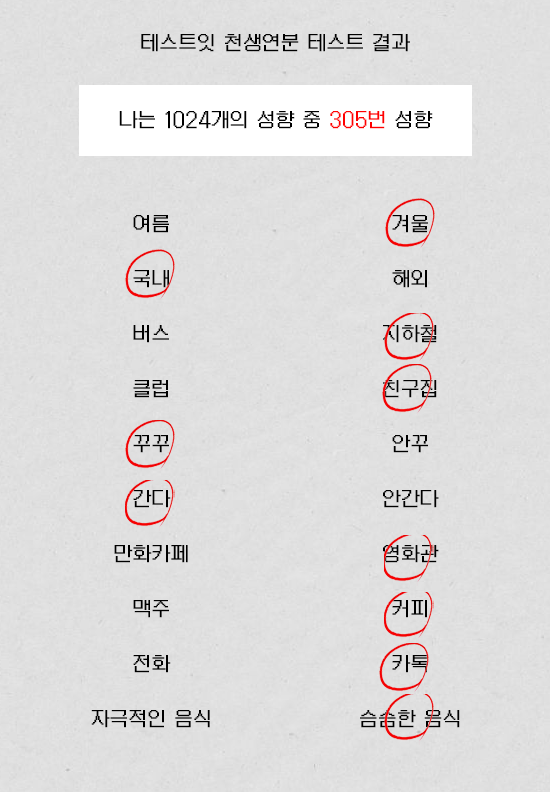 테스트잇 천생연분 테스트 결과
나는 1024개의 성향 중 305번 성향
여름 겨울
국내 해외
버스 지하철
클럽 친구집
꾸꾸 안꾸
간다 안간다
만화카페 영화관
맥주 커피
전화 카톡
자극적인 음식 슴슴한 음식